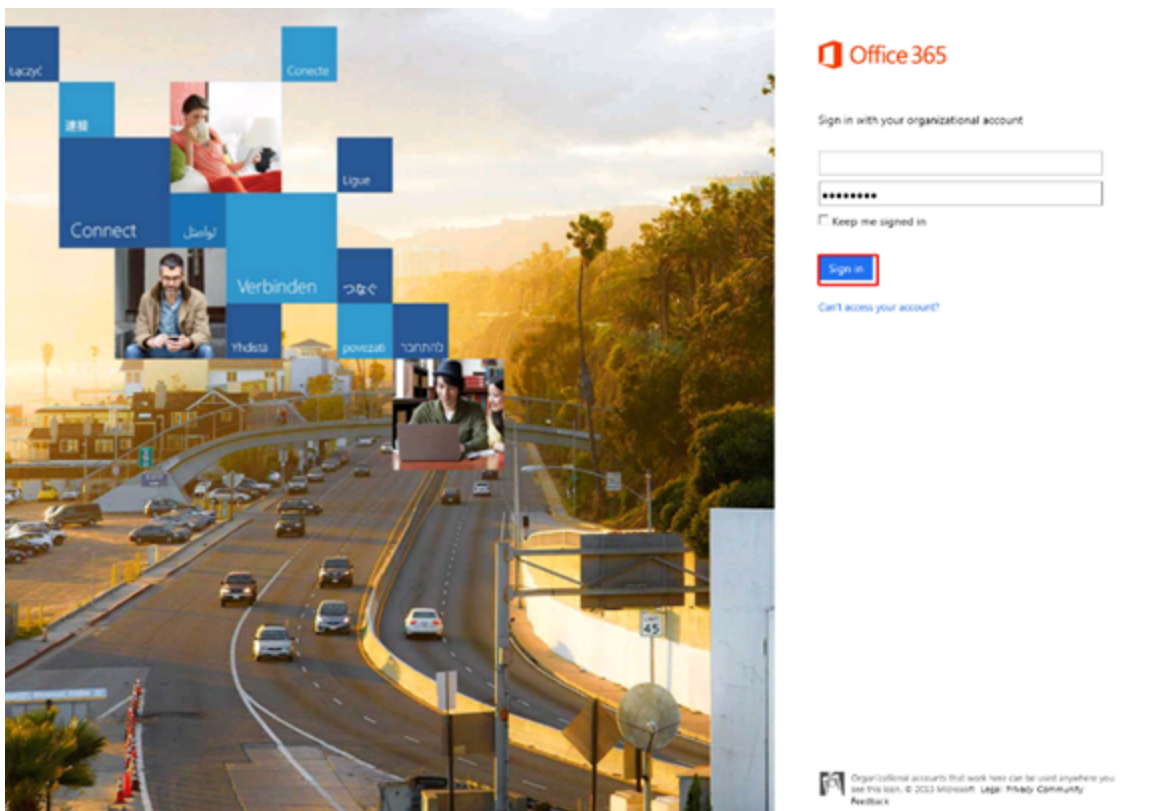 Łączyć
Conecte
連接
Ligue
Connect
تواصل
Verbinden
つなぐ
Yhdistä
povezati
להתחבר
SPEED
LIMIT
45
Office 365
Sign in with your organizational account
••••••••
Keep me signed in
Sign in
Can't access your account?
Organizational accounts that work here can be used anywhere you
see this icon. © 2013 Microsoft Legal Privacy Community
Feedback